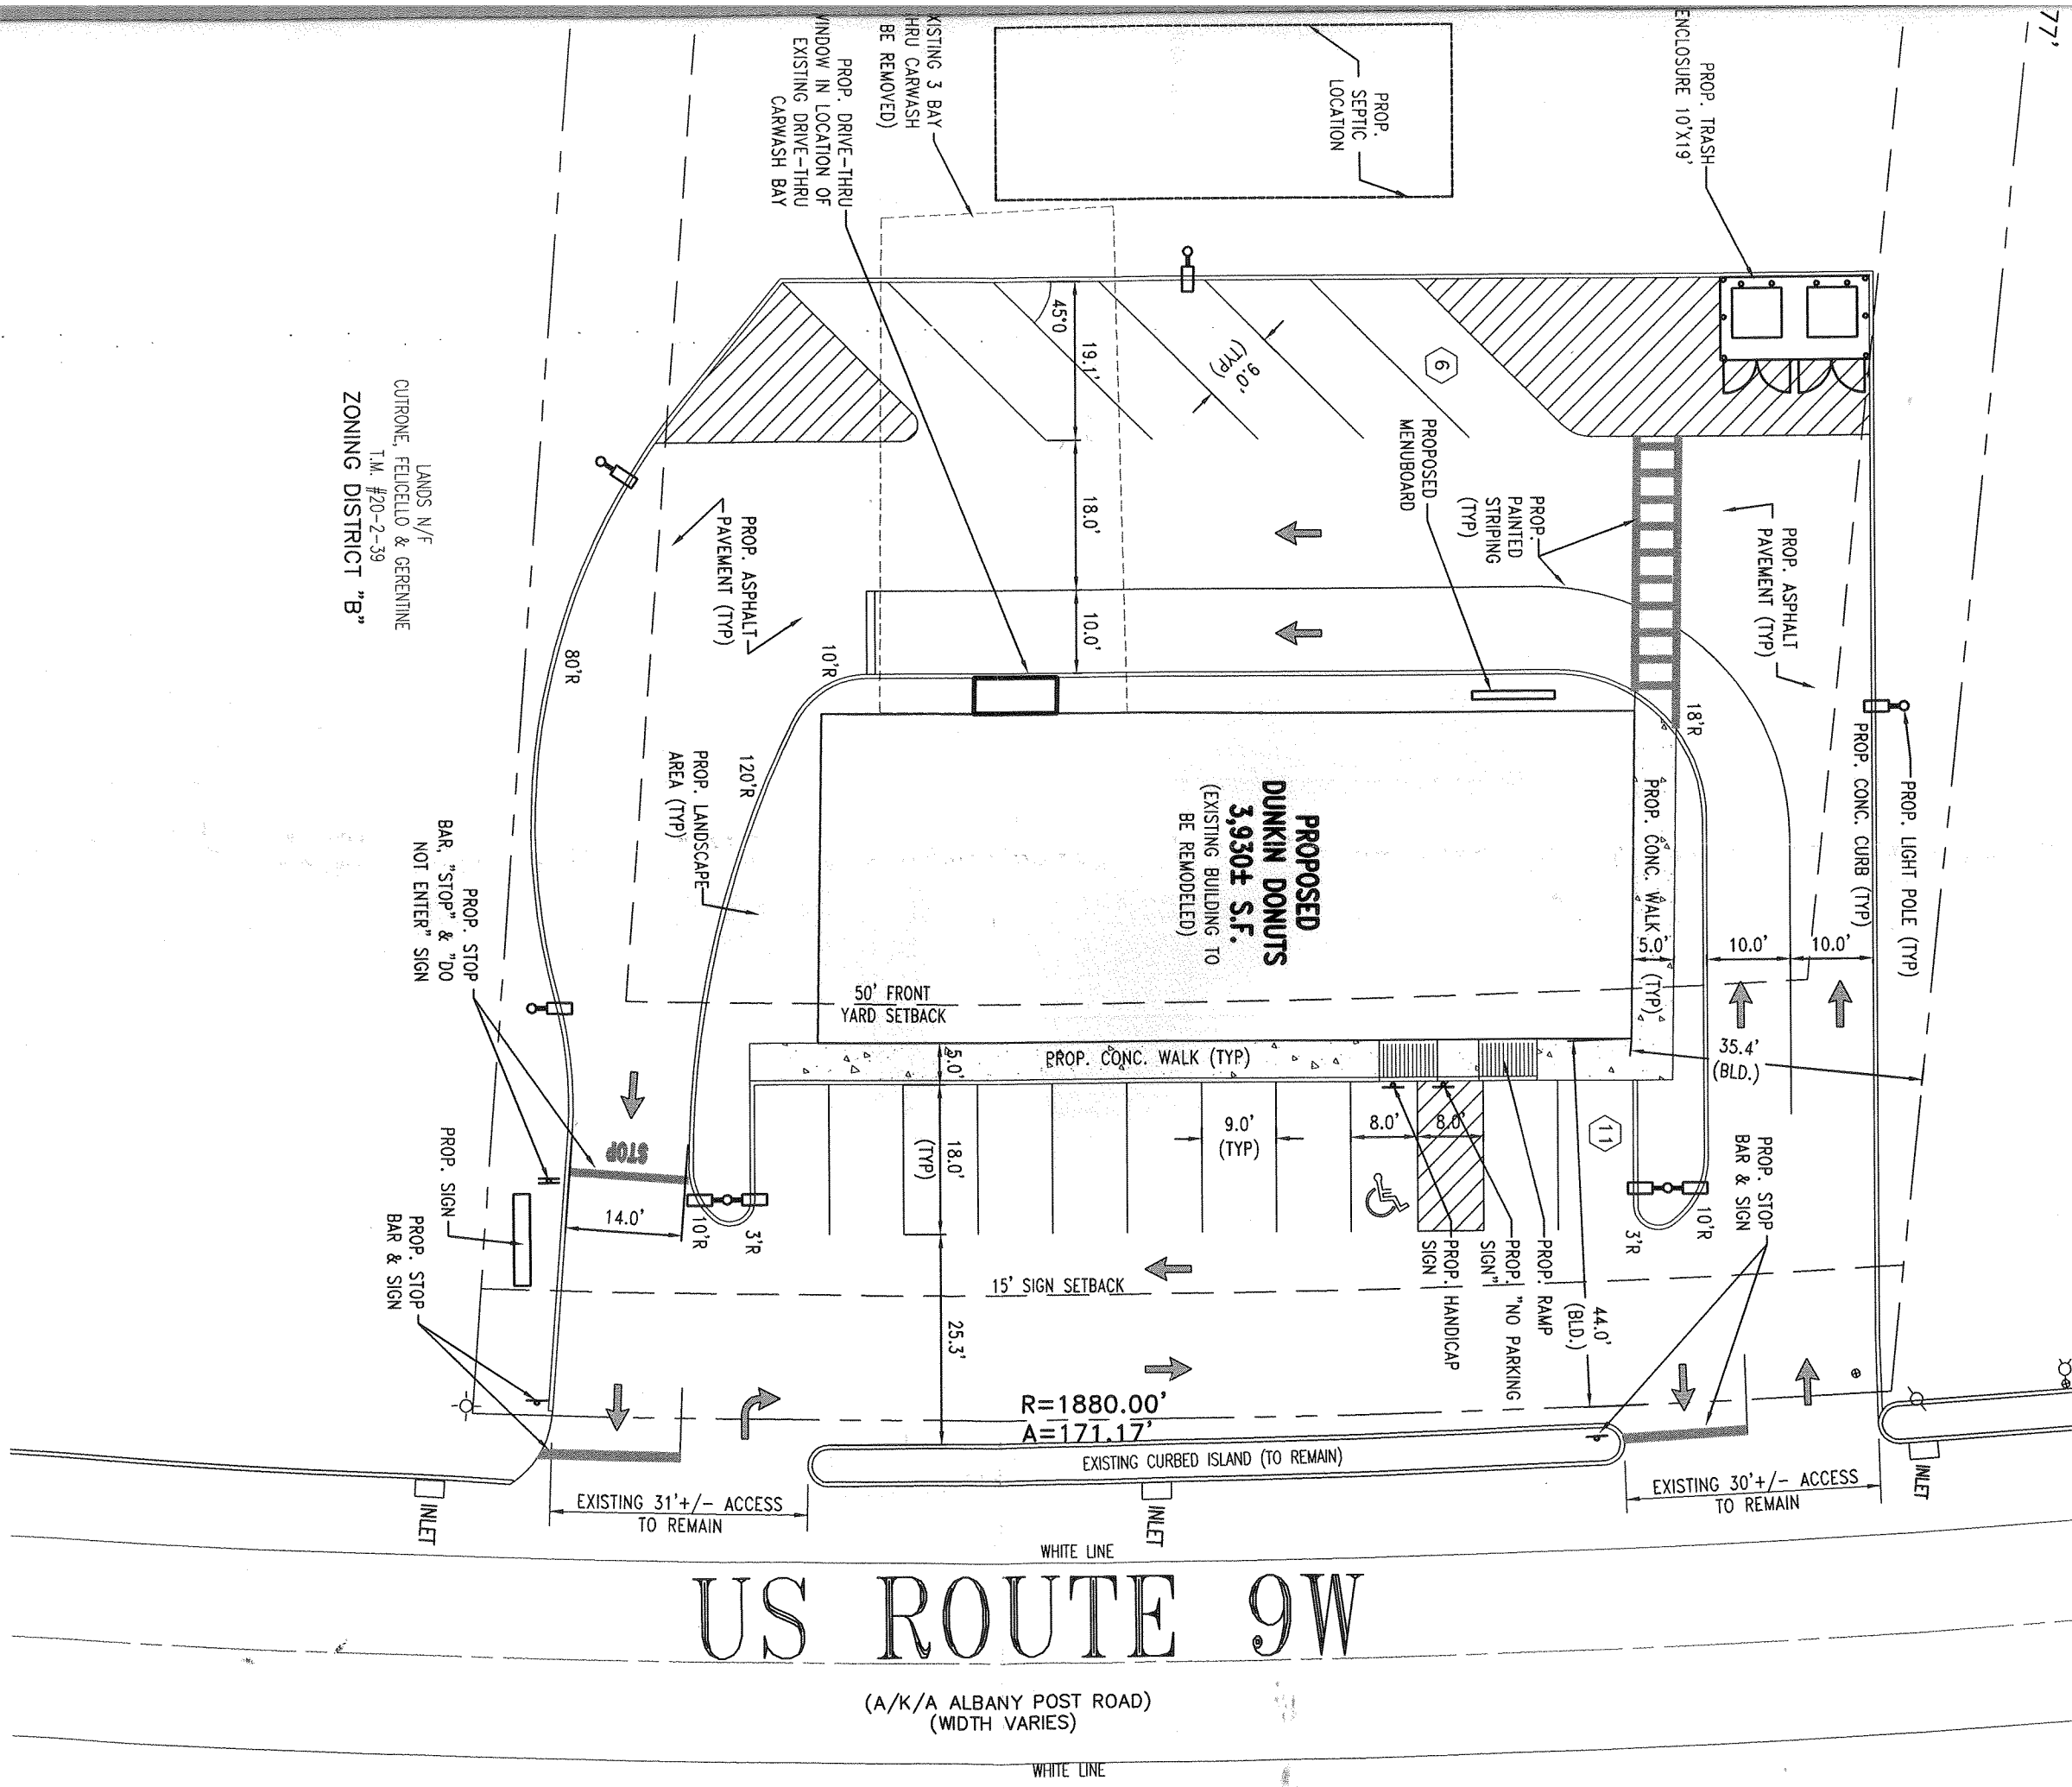 77'
PROP. TRASH
ENCLOSURE 10'X19'
PROP.
SEPTIC
LOCATION
XISTING 3 BAY
HRU CARWASH
BE REMOVED)
PROP. DRIVE-THRU
WINDOW IN LOCATION OF
EXISTING DRIVE-THRU
CARWASH BAY
45°0
19.1'
9.0'
(TYP)
6
PROPOSED
MENUBOARD
PROP.
PAINTED
STRIPING
(TYP)
PROP. ASPHALT
PAVEMENT (TYP)
18.0'
10.0'
PROP. ASPHALT
PAVEMENT (TYP)
LANDS N/F
CUTRONE, FELICELLO & GERENTINE
T.M. #20-2-39
ZONING DISTRICT "B"
80'R
10'R
120'R
PROP. LANDSCAPE
AREA (TYP)
18'R
PROP. CONC. WALK (TYP)
PROP. CONC. CURB (TYP)
PROP. LIGHT POLE (TYP)
PROPOSED
DUNKIN DONUTS
3,930± S.F.
(EXISTING BUILDING TO
BE REMODELED)
5.0'
10.0'
10.0'
50' FRONT
YARD SETBACK
PROP. STOP
BAR, "STOP" & "DO
NOT ENTER" SIGN
35.4'
(BLD.)
5.0'
PROP. CONC. WALK (TYP)
STOP
18.0'
(TYP)
9.0'
(TYP)
8.0'
8.0'
11
PROP. STOP
BAR & SIGN
PROP. SIGN
14.0'
10'R
3'R
3'R
10'R
PROP. RAMP
PROP. "NO PARKING
SIGN"
PROP. HANDICAP
SIGN
44.0'
(BLD.)
PROP. STOP
BAR & SIGN
15' SIGN SETBACK
25.3'
R=1880.00'
A=171.17'
EXISTING CURBED ISLAND (TO REMAIN)
EXISTING 31'+/- ACCESS
TO REMAIN
EXISTING 30'+/- ACCESS
TO REMAIN
INLET
INLET
INLET
WHITE LINE
US ROUTE 9W
(A/K/A ALBANY POST ROAD)
(WIDTH VARIES)
WHITE LINE